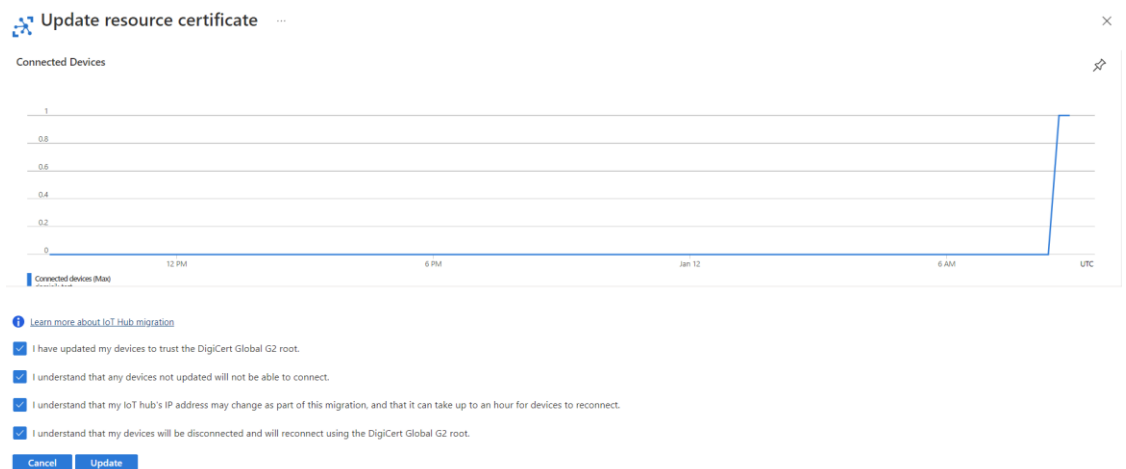 Update resource certificate ...
Connected Devices
1
0.8
0.6
0.4
0.2
0
12 PM 6 PM Jan 12 6 AM UTC
Connected devices (Max)
Learn more about IoT Hub migration
I have updated my devices to trust the DigiCert Global G2 root.
I understand that any devices not updated will not be able to connect.
I understand that my IoT hub's IP address may change as part of this migration, and that it can take up to an hour for devices to reconnect.
I understand that my devices will be disconnected and will reconnect using the DigiCert Global G2 root.
Cancel Update